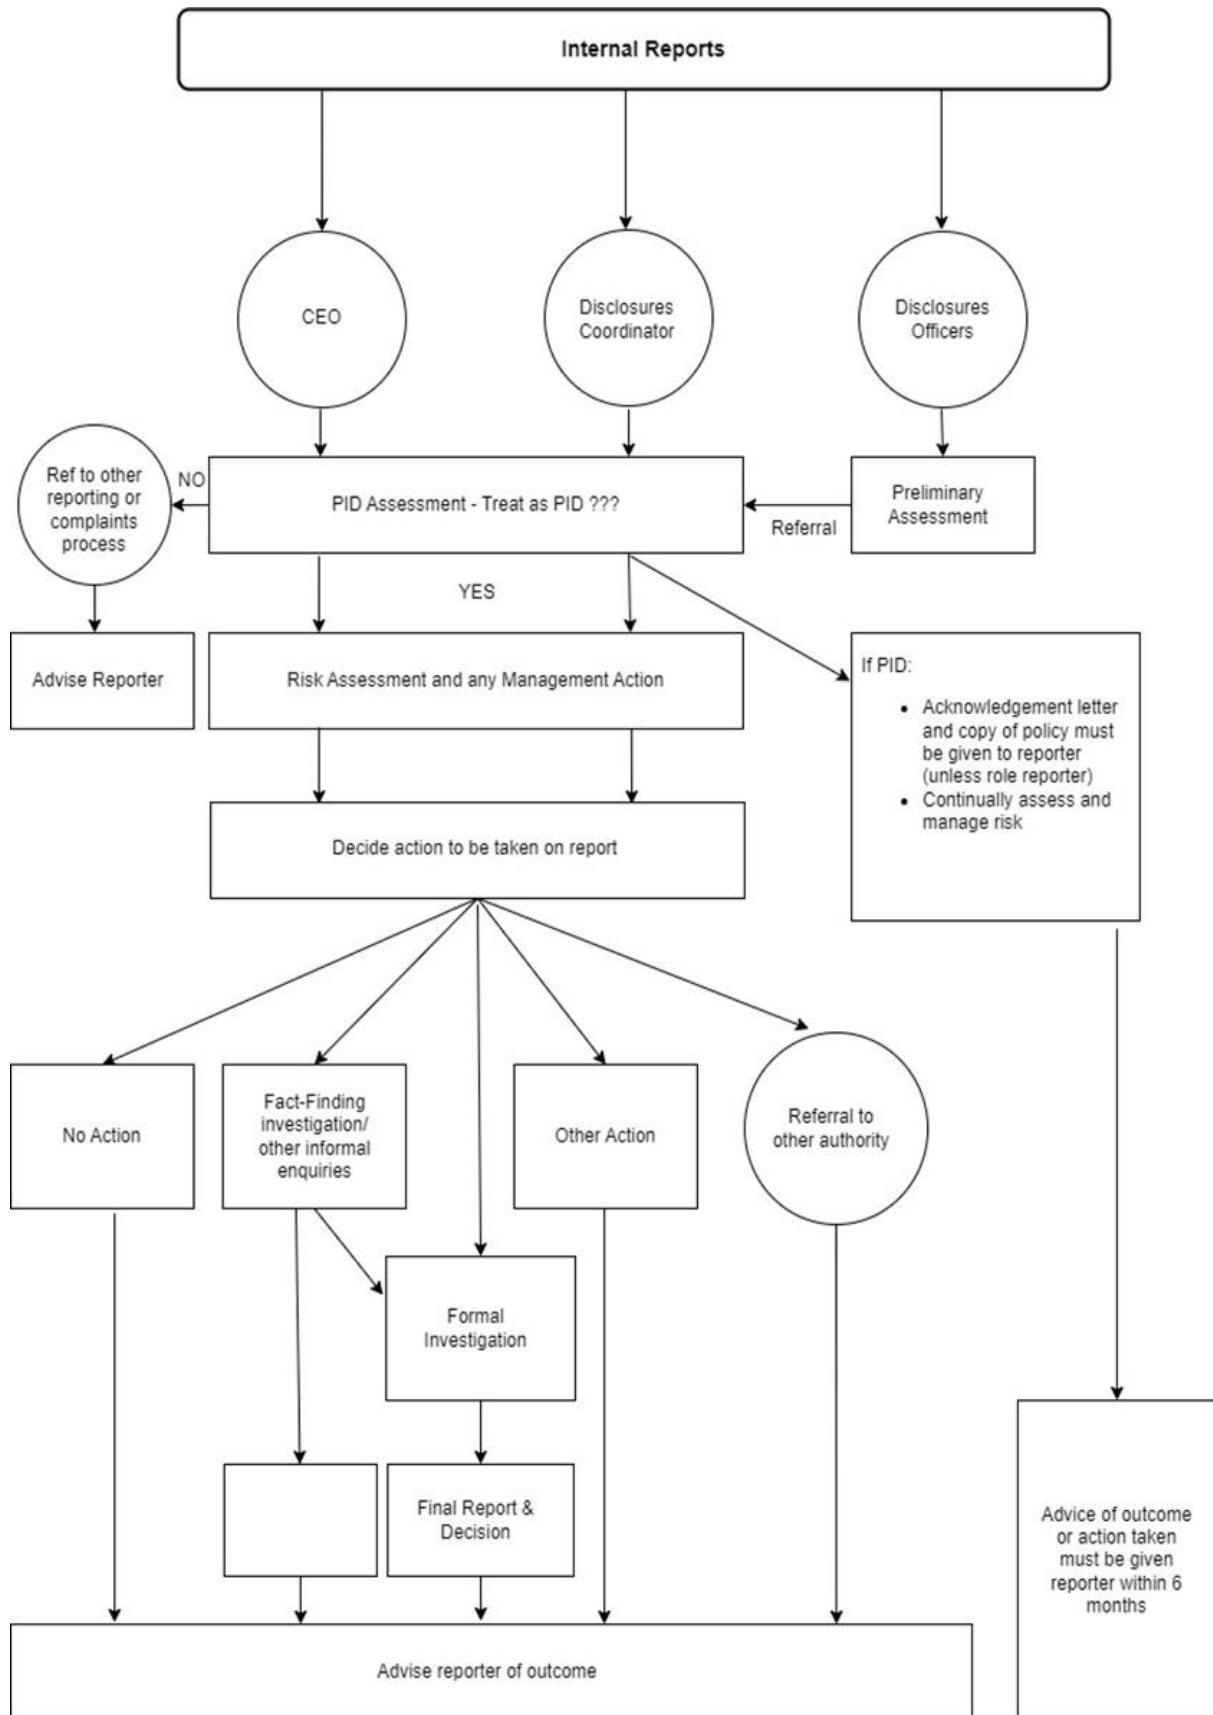 Internal Reports
CEO
Disclosures
Coordinator
Disclosures
Officers
Ref to other
reporting or
complaints
process
NO
PID Assessment - Treat as PID ???
Referral
Preliminary
Assessment
YES
Advise Reporter
Risk Assessment and any Management Action
If PID:
• Acknowledgement letter
and copy of policy must
be given to reporter
(unless role reporter)
• Continually assess and
manage risk
Decide action to be taken on report
No Action
Fact-Finding
investigation/
other informal
enquiries
Other Action
Referral to
other authority
Formal
Investigation
Final Report &
Decision
Advice of outcome
or action taken
must be given
reporter within 6
months
Advise reporter of outcome